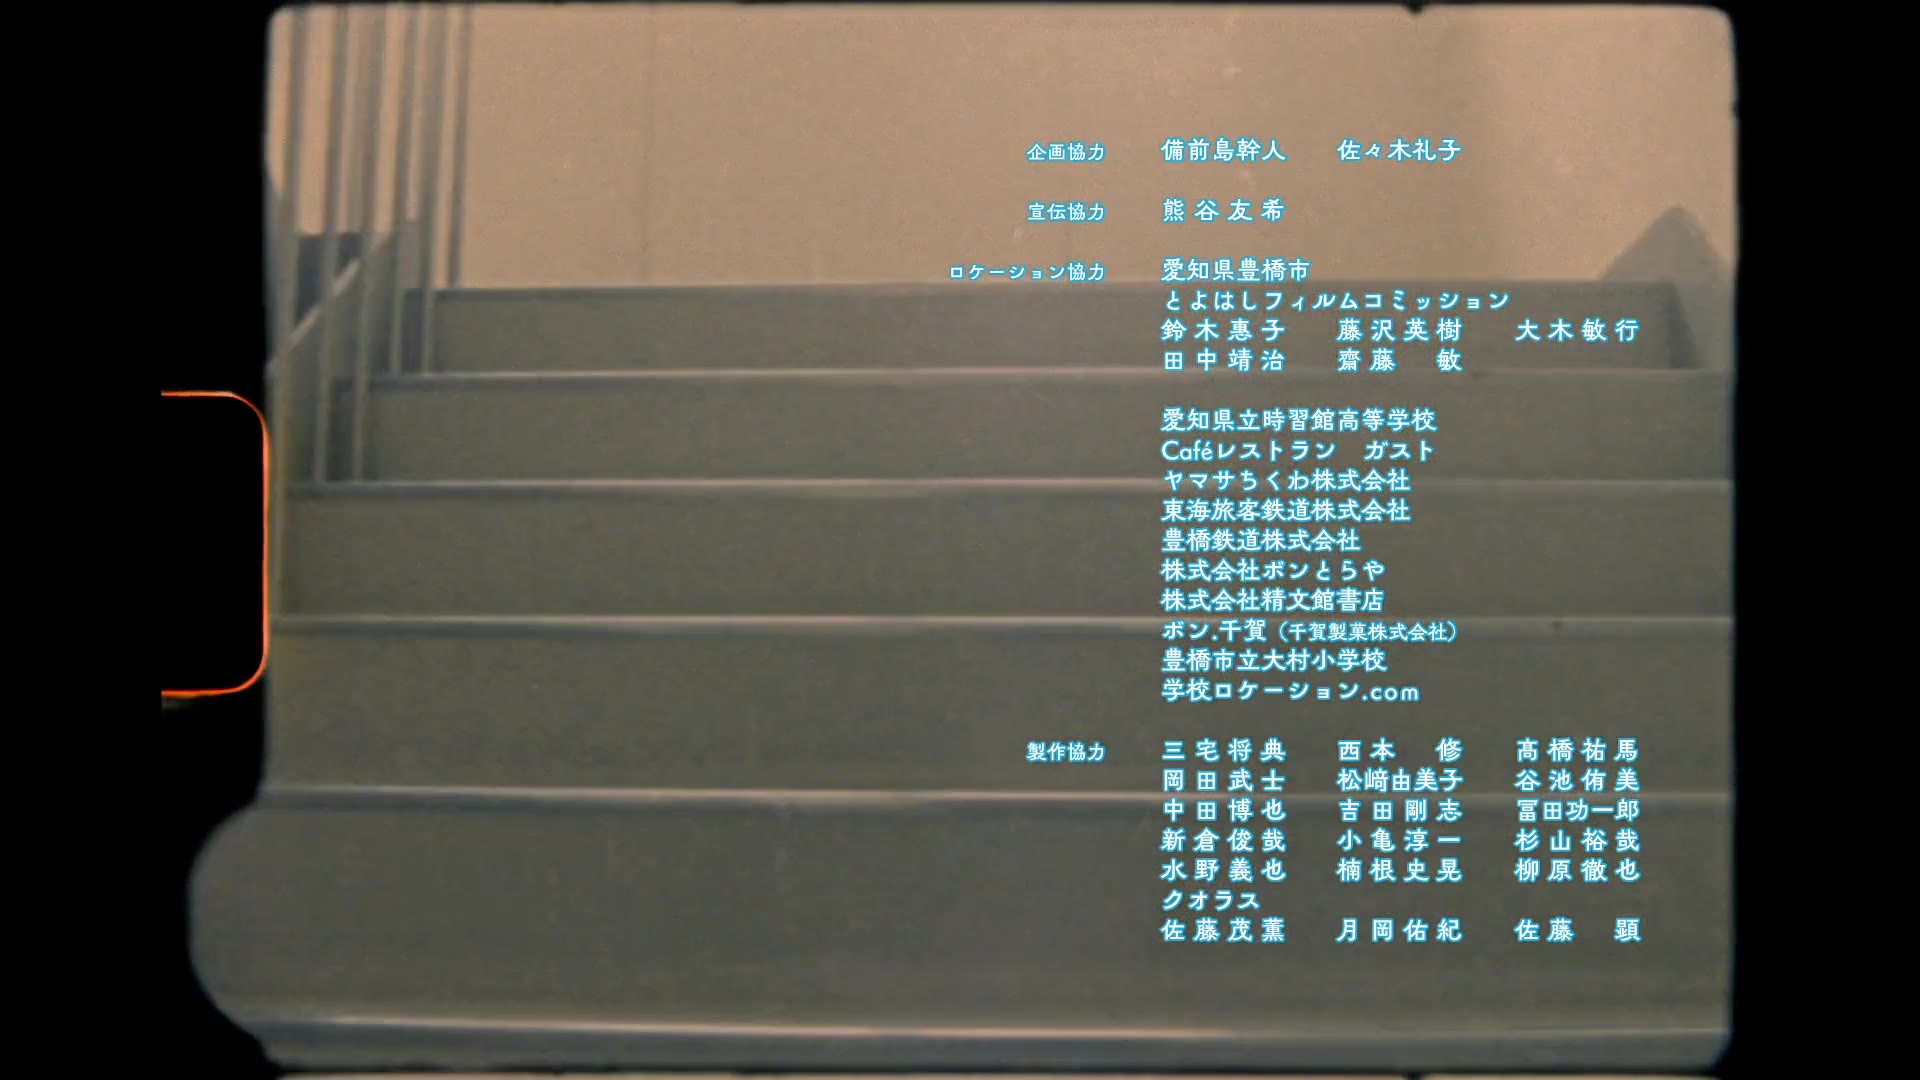 企画協力 備前島幹人 佐々木礼子
宣伝協力 熊谷友希
ロケーション協力 愛知県豊橋市
とよはしフィルムコミッション
鈴木惠子 藤沢英樹 大木敏行
田中靖治 齋藤 敏
愛知県立時習館高等学校
Caféレストラン ガスト
ヤマサちくわ株式会社
東海旅客鉄道株式会社
豊橋鉄道株式会社
株式会社ボンとらや
株式会社精文館書店
ボン.千賀（千賀製菓株式会社）
豊橋市立大村小学校
学校ロケーション.com
製作協力 三宅将典 西本 修 髙橋祐馬
岡田武士 松﨑由美子 谷池侑美
中田博也 吉田剛志 冨田功一郎
新倉俊哉 小亀淳一 杉山裕哉
水野義也 楠根史晃 柳原徹也
クオラス
佐藤茂薫 月岡佑紀 佐藤 顕